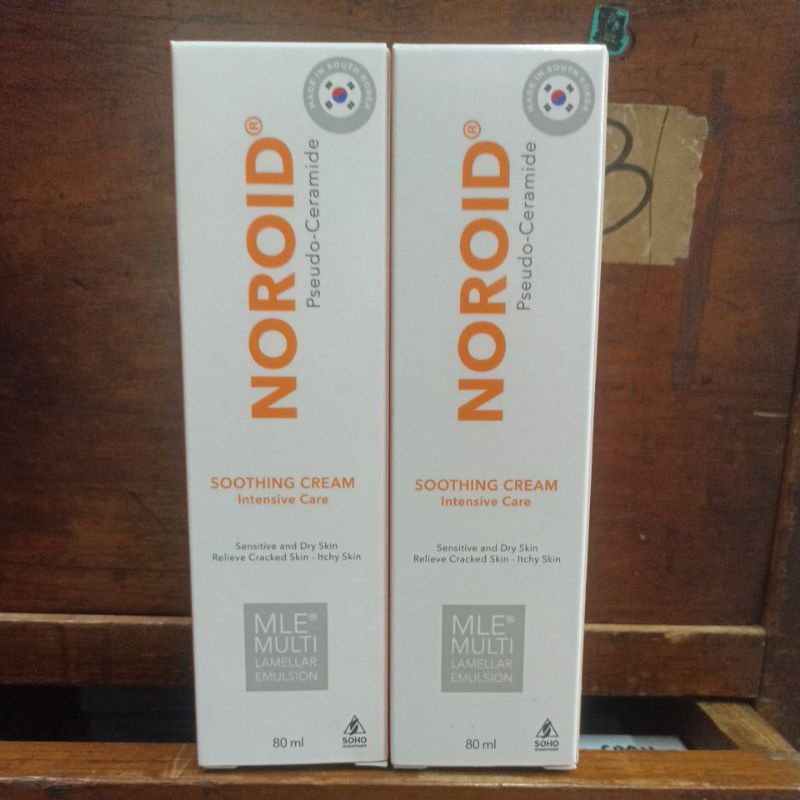 MADE IN SOUTH KOREA
NOROID®
Pseudo-Ceramide
SOOTHING CREAM
Intensive Care
Sensitive and Dry Skin
Relieve Cracked Skin - Itchy Skin
MLE®
MULTI
LAMELLAR
EMULSION
80 ml
SOHO
MADE IN SOUTH KOREA
NOROID®
Pseudo-Ceramide
SOOTHING CREAM
Intensive Care
Sensitive and Dry Skin
Relieve Cracked Skin - Itchy Skin
MLE®
MULTI
LAMELLAR
EMULSION
80 ml
SOHO